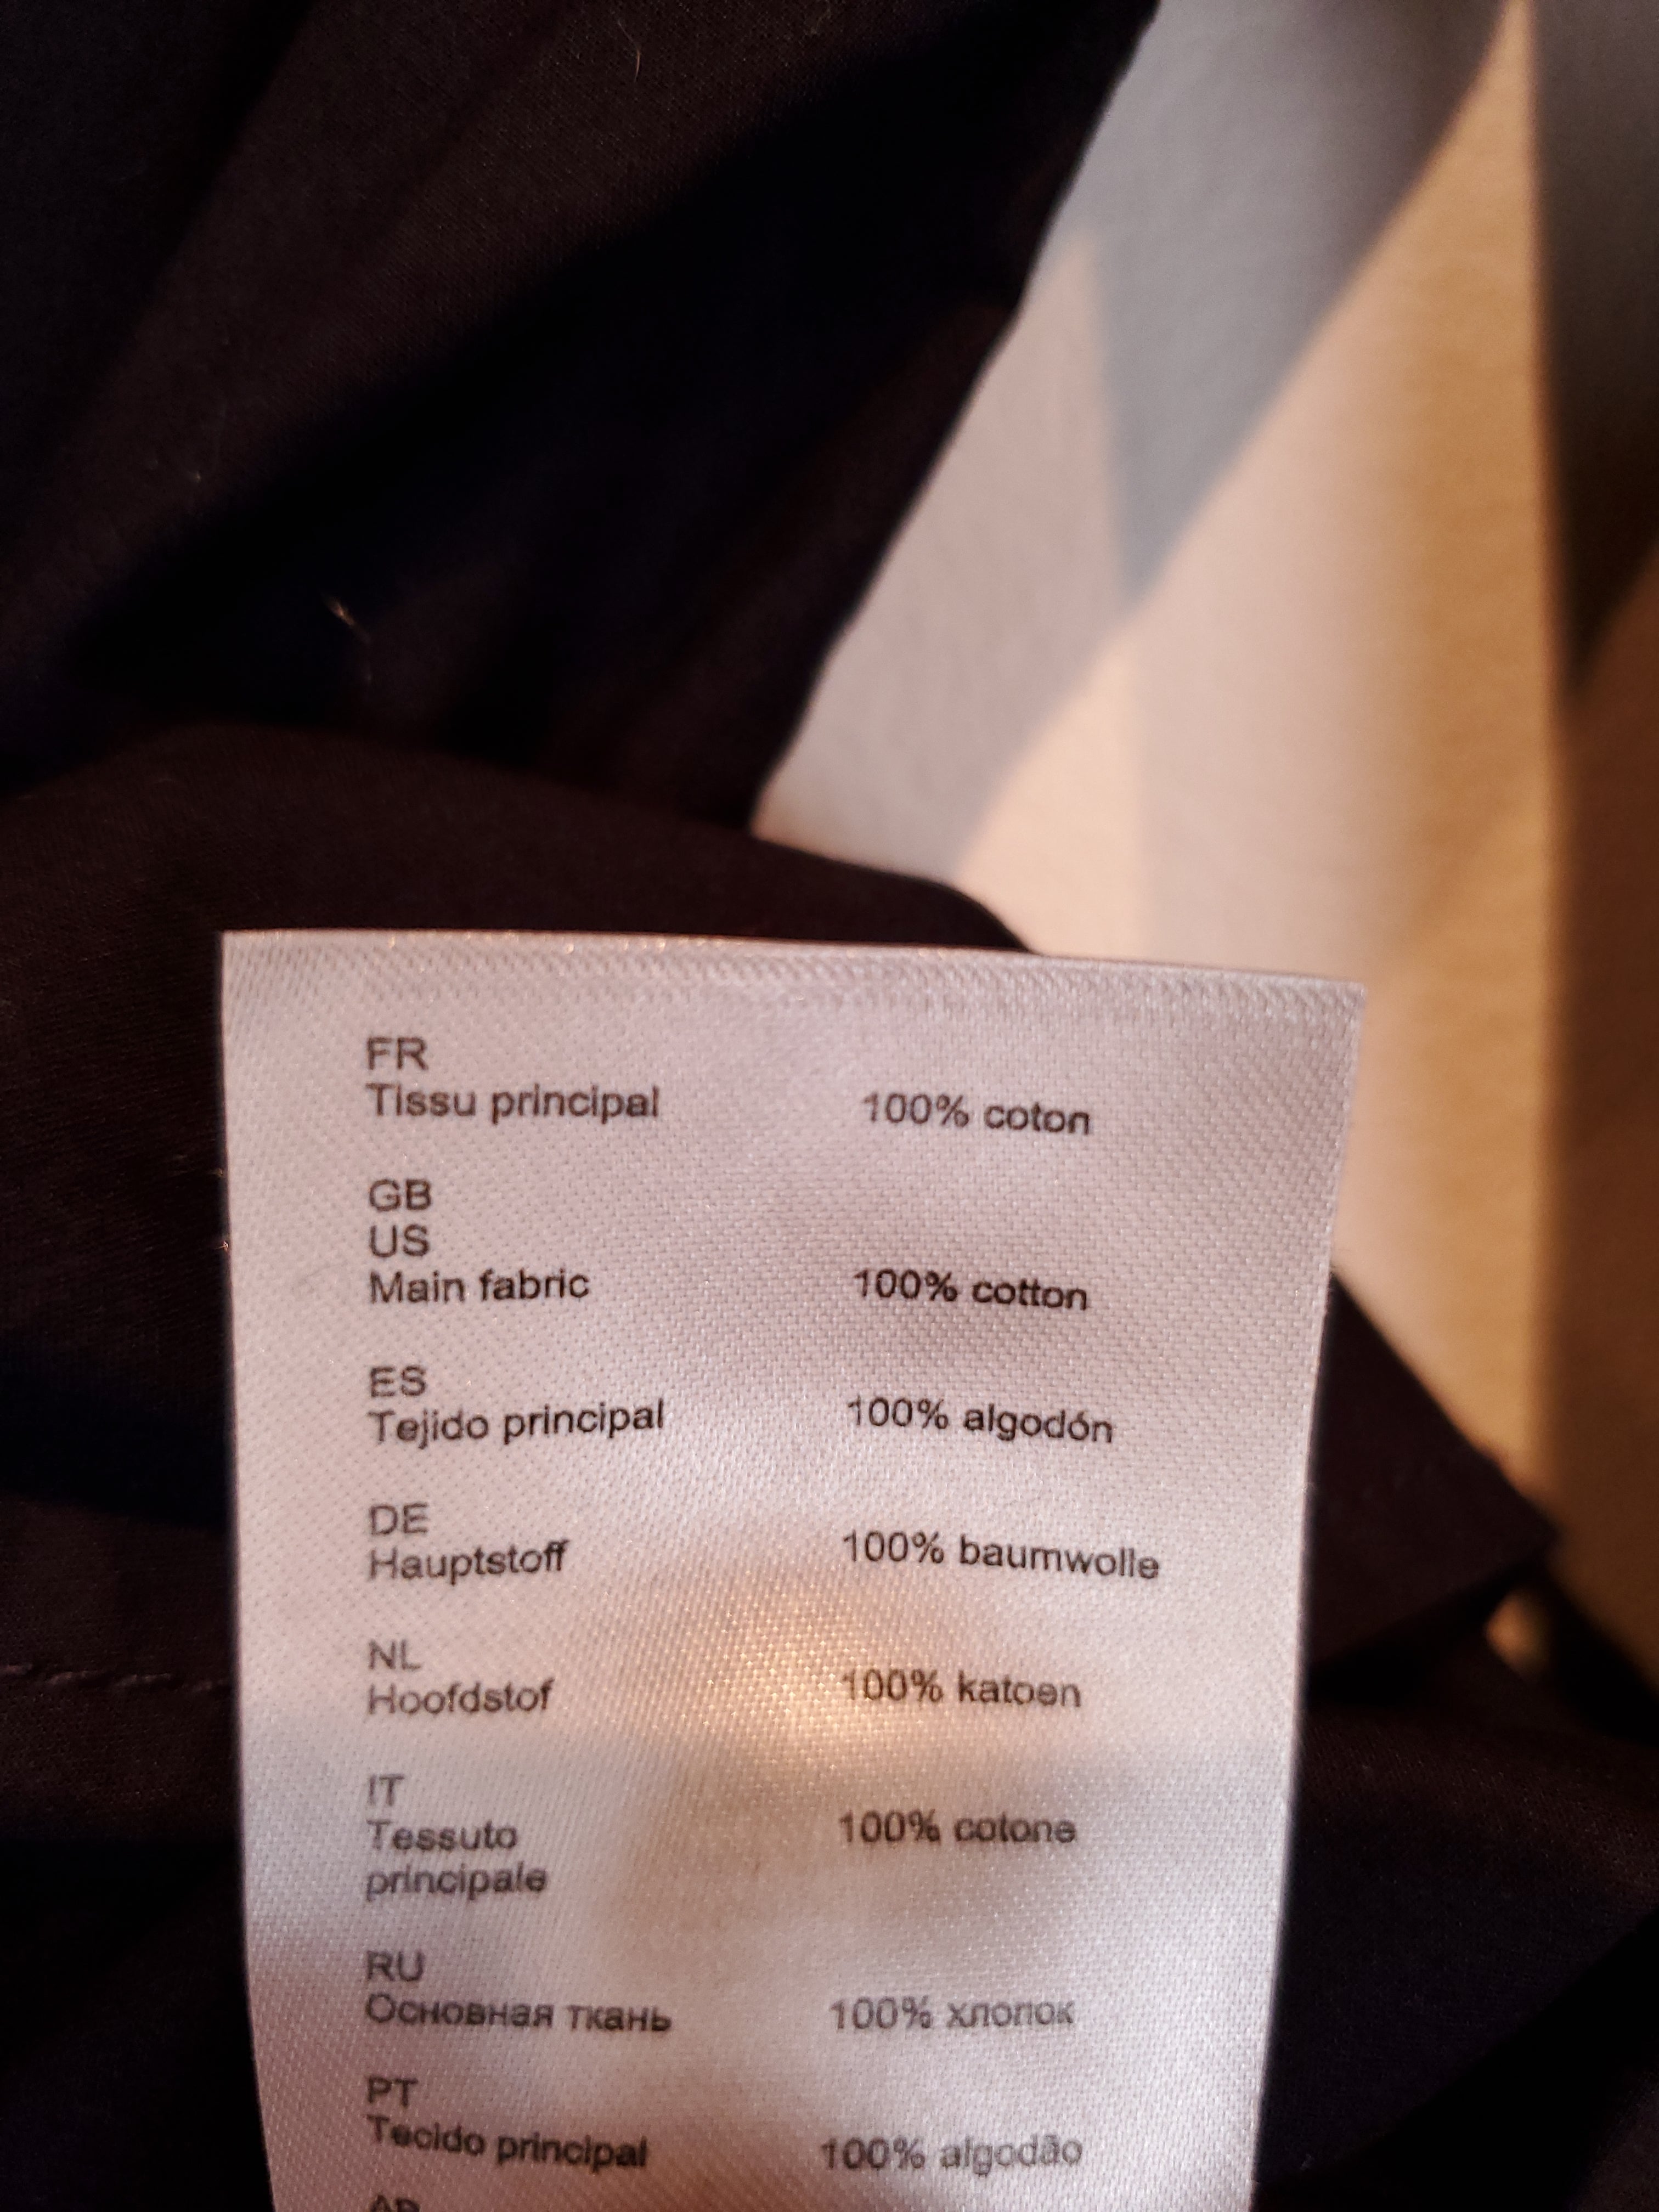 FR
Tissu principal 100% coton
GB
US
Main fabric 100% cotton
ES
Tejido principal 100% algodón
DE
Hauptstoff 100% baumwolle
NL
Hoofdstof 100% katoen
IT
Tessuto 100% cotone
principale
RU
Основная ткань 100% хлопок
PT
Tecido principal 100% algodão